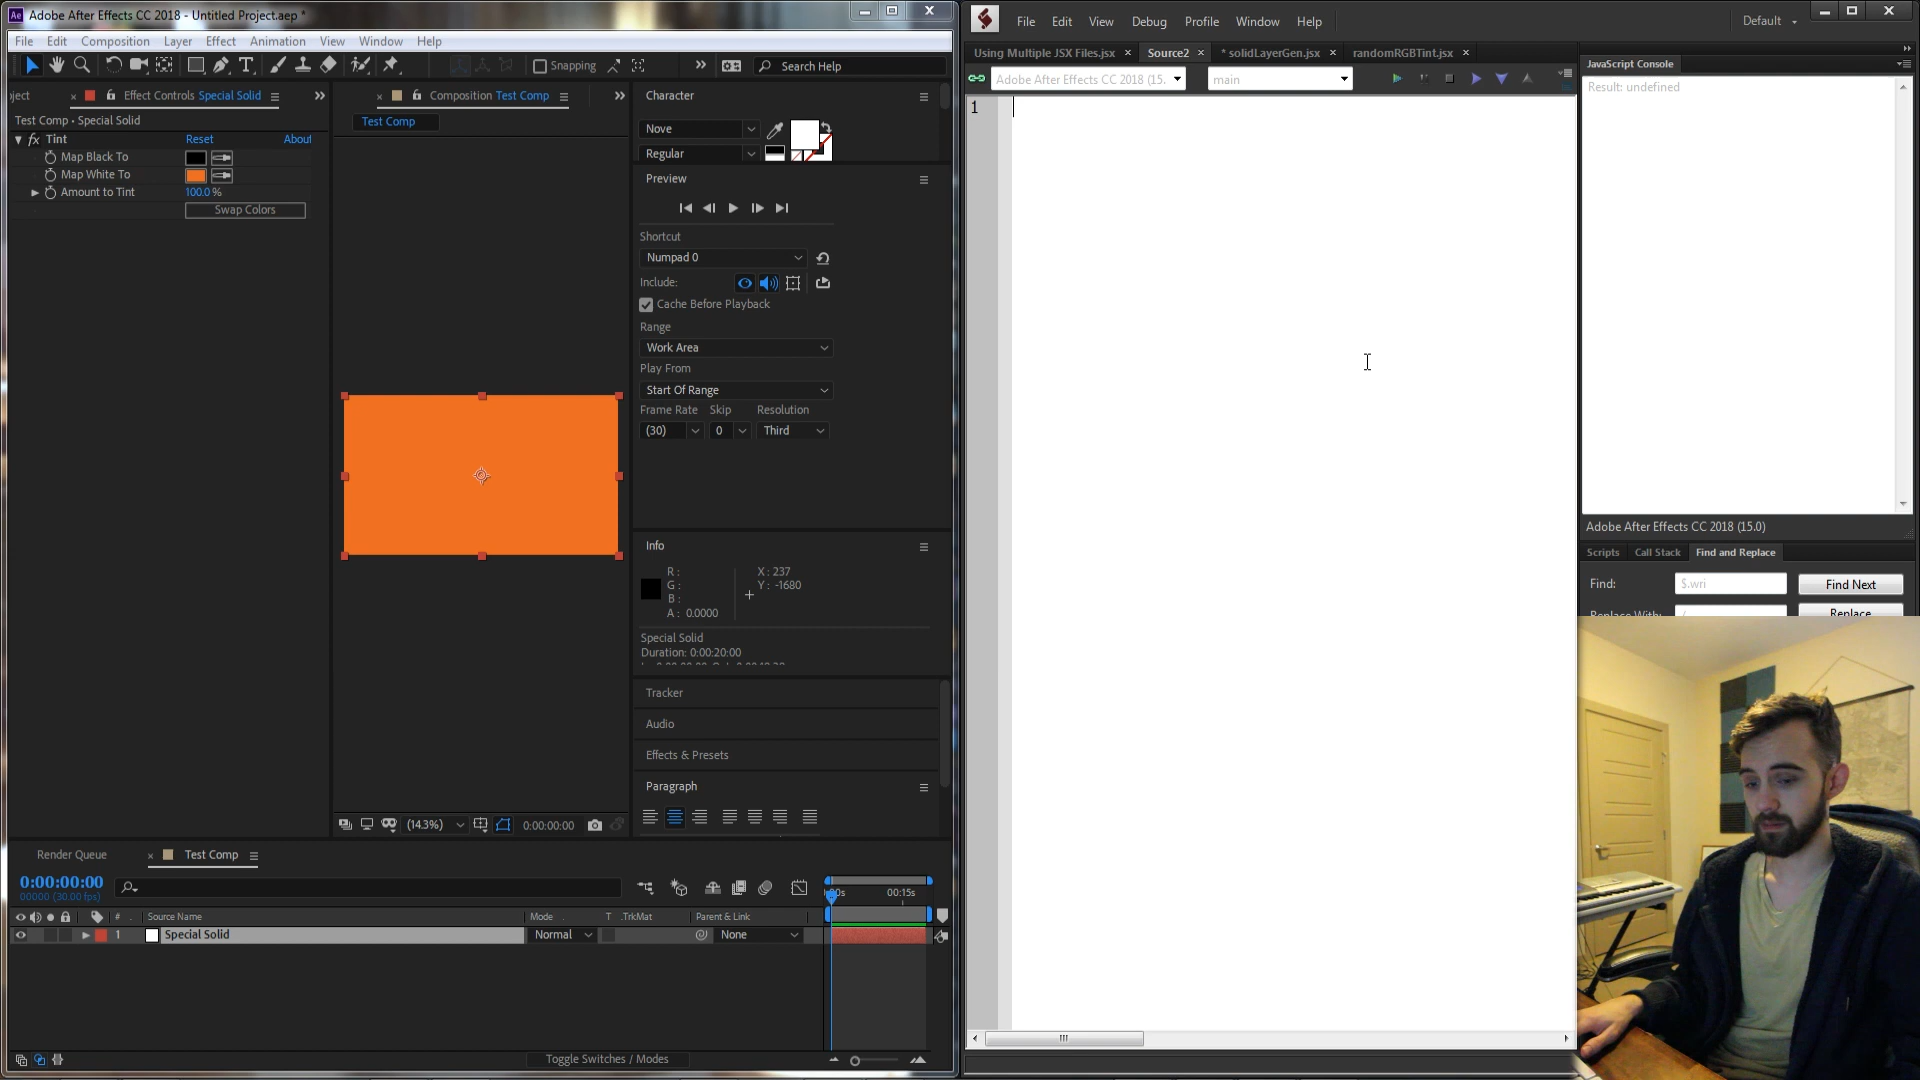 Ae Adobe After Effects CC 2018 - Untitled Project.aep *
File Edit Composition Layer Effect Animation View Window Help
Snapping
Search Help
ject
Effect Controls Special Solid
Composition Test Comp
Test Comp
Test Comp • Special Solid
fx Tint Reset About
Map Black To
Map White To
Amount to Tint 100.0 %
Swap Colors
Character
Nove
Regular
Preview
Shortcut
Numpad 0
Include:
Cache Before Playback
Range
Work Area
Play From
Start Of Range
Frame Rate Skip Resolution
(30) 0 Third
Info
R :
G :
B :
A : 0.0000
X : 237
Y : -1680
Special Solid
Duration: 0:00:20:00
Tracker
Audio
Effects & Presets
Paragraph
(14.3%) 0:00:00:00
Render Queue
Test Comp
0:00:00:00
00000 (30.00 fps)
00s 00:15s
# Source Name Mode T .TrkMat Parent & Link
1 Special Solid Normal None
Toggle Switches / Modes
File Edit View Debug Profile Window Help
Default
Using Multiple JSX Files.jsx Source2 * solidLayerGen.jsx randomRGBTint.jsx
Adobe After Effects CC 2018 (15. main
1
JavaScript Console
Result: undefined
Adobe After Effects CC 2018 (15.0)
Scripts Call Stack Find and Replace
Find: $.wri Find Next
Replace With: / Replace